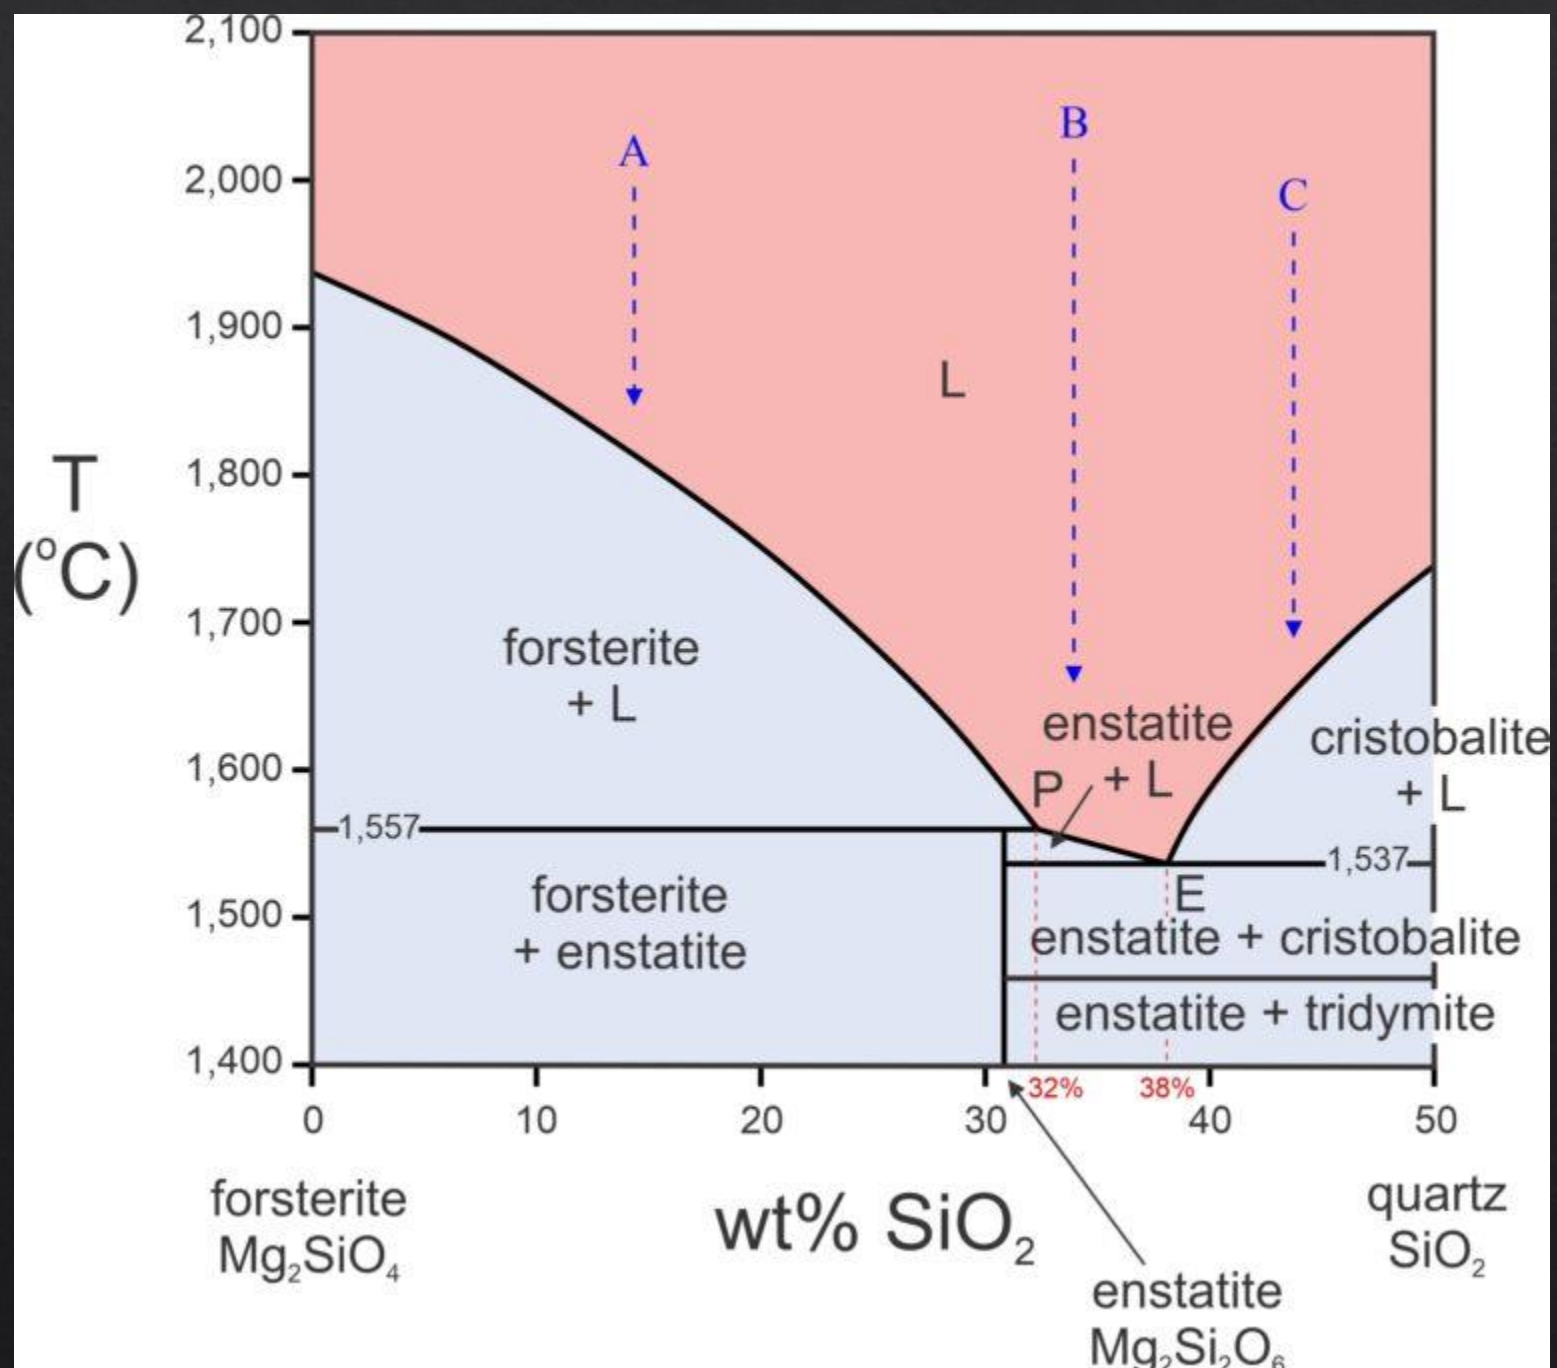 2,100
2,000
1,900
1,800
1,700
1,600
1,500
1,400
T
(°C)
A
B
C
L
forsterite
+ L
enstatite
+ L
P
cristobalite
+ L
1,557
1,537
E
forsterite
+ enstatite
enstatite + cristobalite
enstatite + tridymite
32%
38%
0
10
20
30
40
50
forsterite
Mg₂SiO₄
wt% SiO₂
quartz
SiO₂
enstatite
Mg₂Si₂O₆